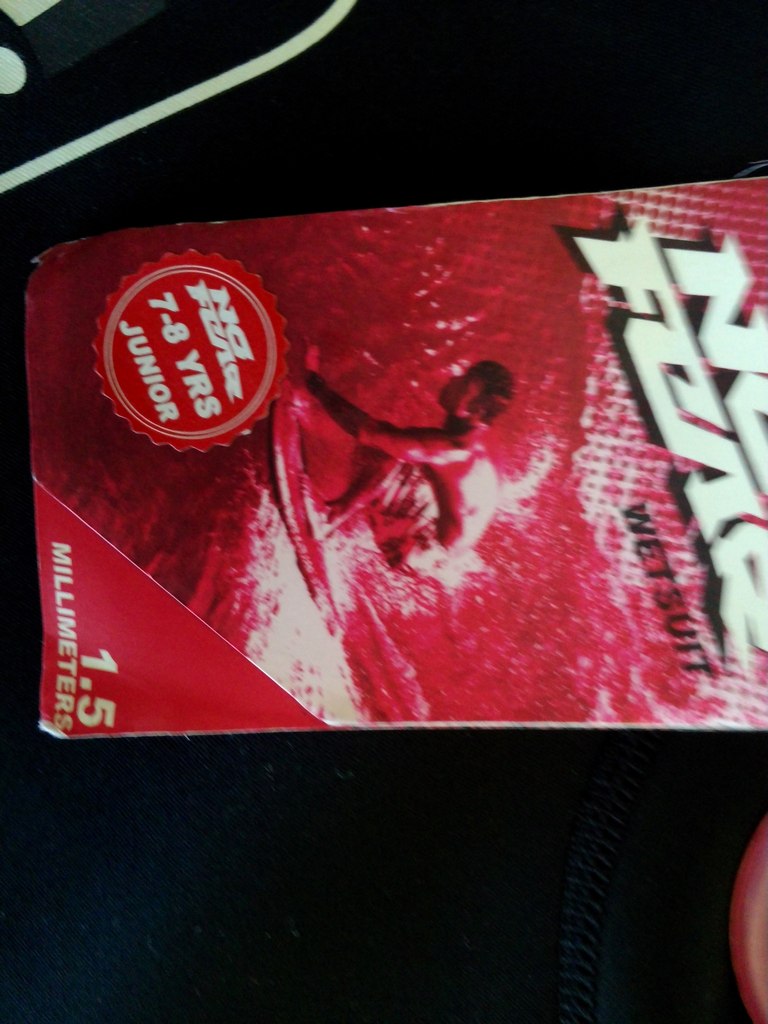 NO
FEAR
WETSUIT
NO
FEAR
7-8 YRS
JUNIOR
1.5
MILLIMETERS